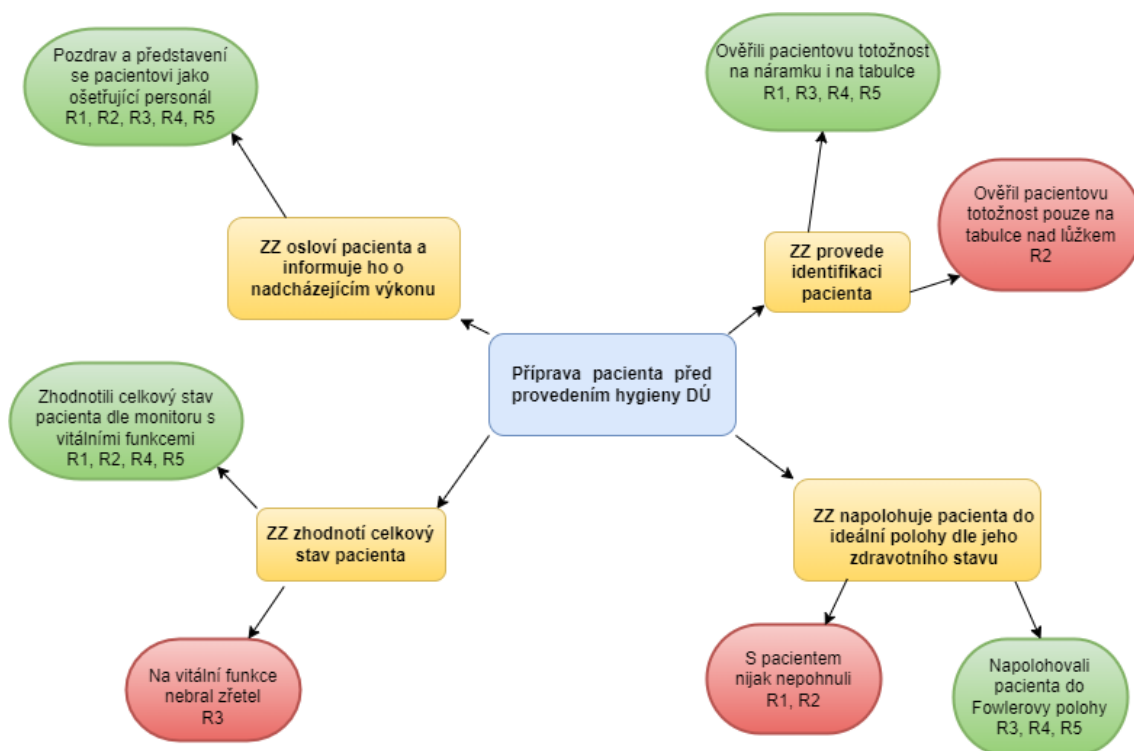 Pozdrav a představení
se pacientovi jako
ošetřující personál
R1, R2, R3, R4, R5
Ověřili pacientovu totožnost
na náramku i na tabulce
R1, R3, R4, R5
Ověřil pacientovu
totožnost pouze na
tabulce nad lůžkem
R2
ZZ osloví pacienta a
informuje ho o
nadcházejícím výkonu
ZZ provede
identifikaci
pacienta
Příprava pacienta před
provedením hygieny DÚ
Zhodnotili celkový stav
pacienta dle monitoru s
vitálními funkcemi
R1, R2, R4, R5
ZZ zhodnotí celkový
stav pacienta
ZZ napolohuje pacienta do
ideální polohy dle jeho
zdravotního stavu
Na vitální funkce
nebral zřetel
R3
S pacientem
nijak nepohnuli
R1, R2
Napolohovali
pacienta do
Fowlerovy polohy
R3, R4, R5